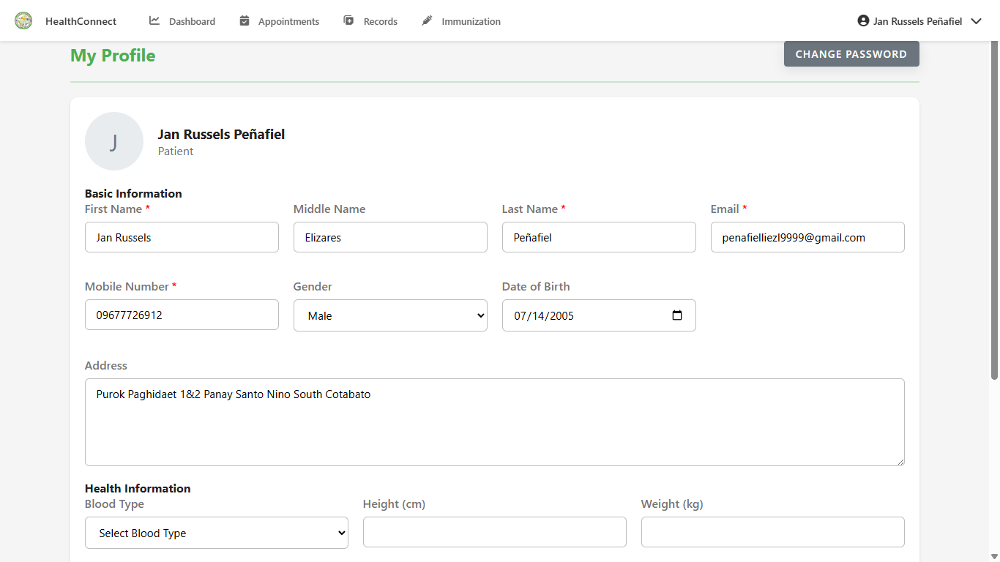 HealthConnect Dashboard Appointments Records Immunization Jan Russels Peñafiel
My Profile CHANGE PASSWORD
J
Jan Russels Peñafiel
Patient
Basic Information
First Name * Middle Name Last Name * Email *
Jan Russels Elizares Peñafiel penafielliezl9999@gmail.com
Mobile Number * Gender Date of Birth
09677726912 Male 07/14/2005
Address
Purok Paghidaet 1&2 Panay Santo Nino South Cotabato
Health Information
Blood Type Height (cm) Weight (kg)
Select Blood Type